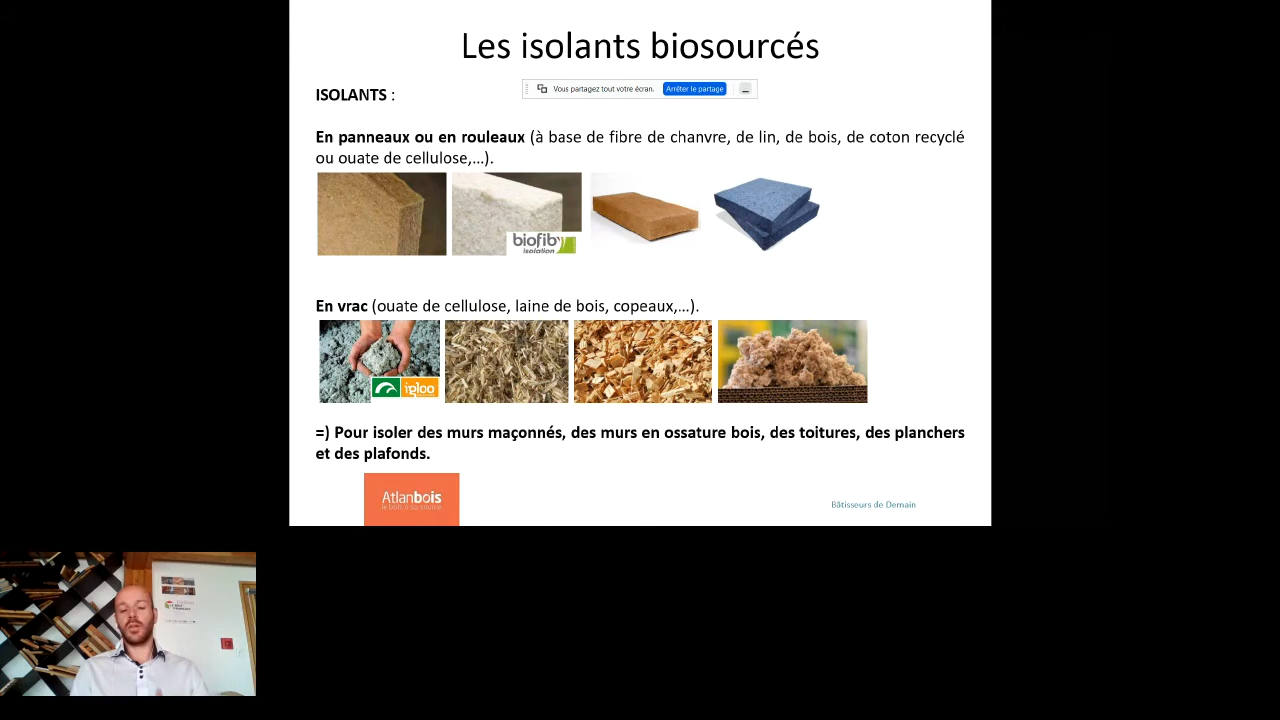 Les isolants biosourcés
Vous partagez tout votre écran. Arrêter le partage
ISOLANTS :
En panneaux ou en rouleaux (à base de fibre de chanvre, de lin, de bois, de coton recyclé
ou ouate de cellulose,...).
biofib
isolation
En vrac (ouate de cellulose, laine de bois, copeaux,...).
igloo
=) Pour isoler des murs maçonnés, des murs en ossature bois, des toitures, des planchers
et des plafonds.
Atlanbois
le bois à sa source
Bâtisseurs de Demain